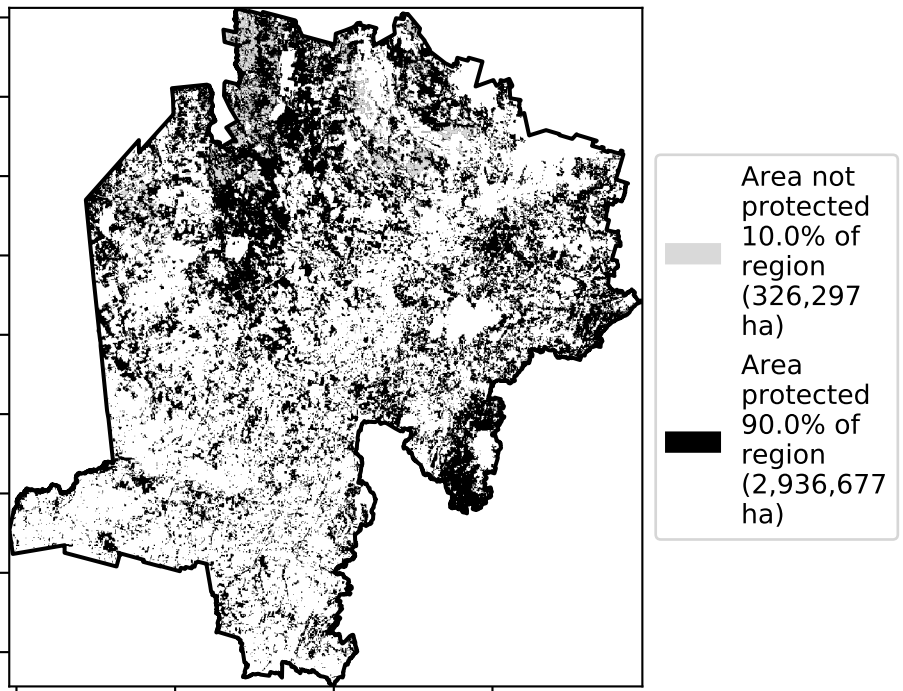 Area not
protected
10.0% of
region
(326,297
ha)
Area
protected
90.0% of
region
(2,936,677
ha)